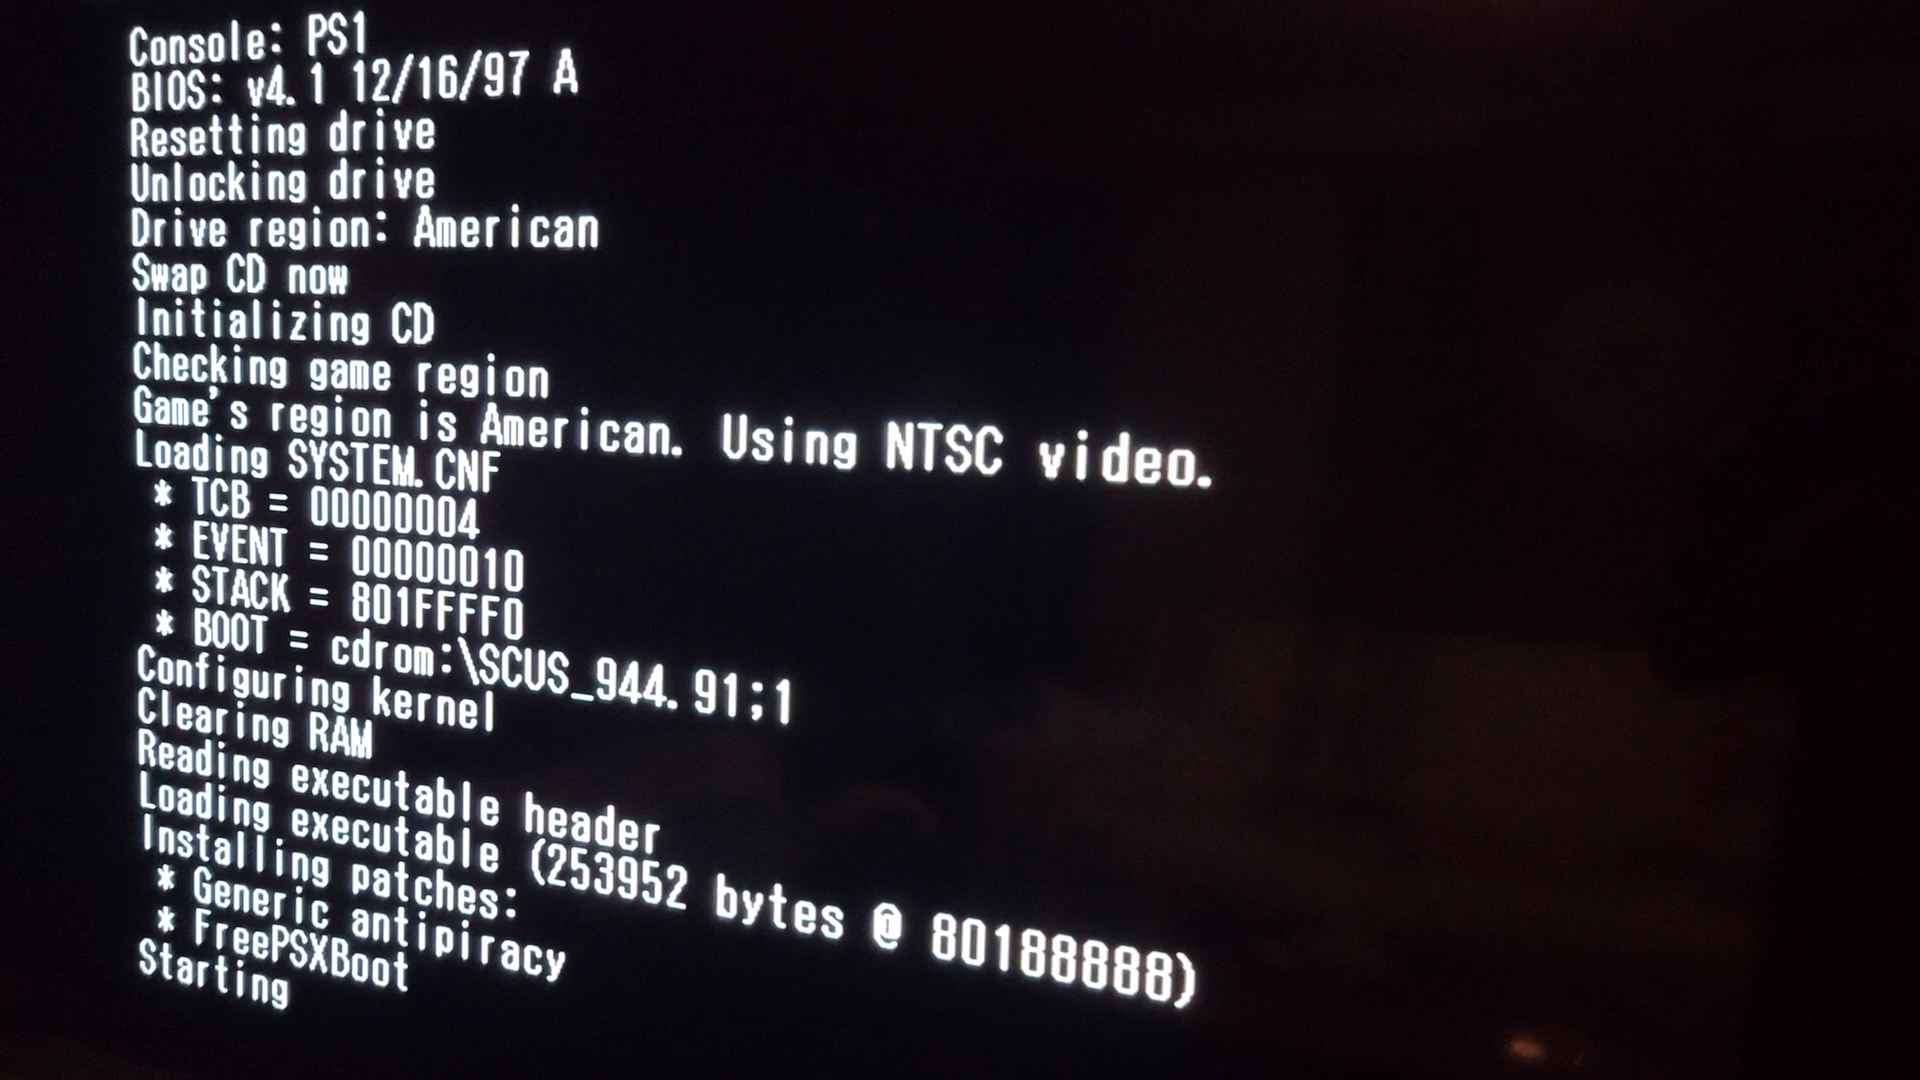 Console: PS1
BIOS: v4.1 12/16/97 A
Resetting drive
Unlocking drive
Drive region: American
Swap CD now
Initializing CD
Checking game region
Game's region is American. Using NTSC video.
Loading SYSTEM.CNF
* TCB = 00000004
* EVENT = 00000010
* STACK = 801FFFF0
* BOOT = cdrom:\SCUS_944.91;1
Configuring kernel
Clearing RAM
Reading executable header
Loading executable (253952 bytes @ 80188888)
Installing patches:
* Generic antipiracy
* FreePSXBoot
Starting